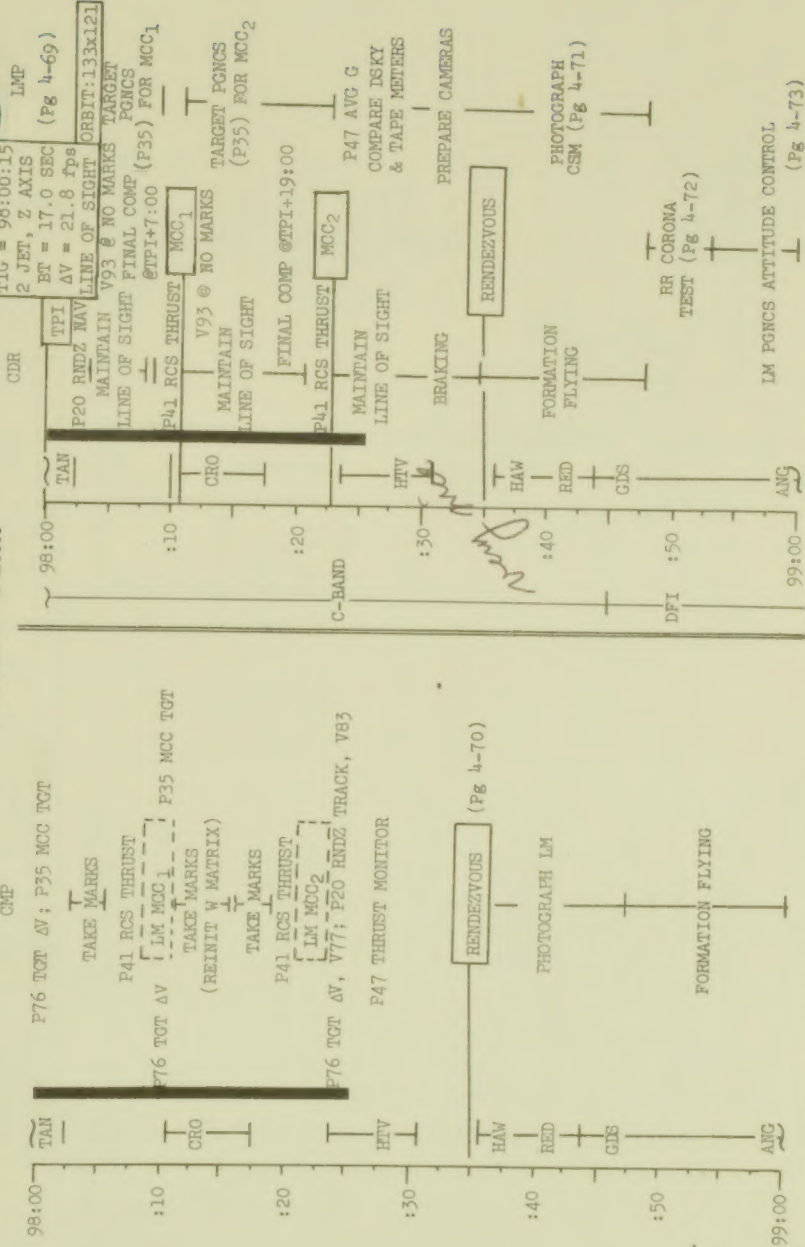 CMP
98:00
TAN
P76 TGT ΔV; P35 MCC TGT
TAKE MARKS
P41 RCS THRUST
:10
LM MCC1
P76 TGT ΔV
P35 MCC TGT
CRO
TAKE MARKS
(REINIT W MATRIX)
TAKE MARKS
:20
P41 RCS THRUST
LM MCC2
P76 TGT ΔV, V77; P20 RNDZ TRACK, V83
HTV
P47 THRUST MONITOR
:30
RENDEZVOUS
(Pg 4-70)
HAW
PHOTOGRAPH LM
:40
RED
GDS
FORMATION FLYING
:50
ANG
99:00
CDR
LMP
TIG = 98:00:15
2 JET, Z AXIS
BT = 17.0 SEC
ΔV = 21.8 fps
LINE OF SIGHT
ORBIT:133x121
(Pg 4-69)
98:00
TAN
TPI
P20 RNDZ NAV
MAINTAIN
LINE OF SIGHT
V93 @ NO MARKS
FINAL COMP
@TPI+7:00
TARGET
PGNCS
(P35) FOR MCC1
:10
P41 RCS THRUST
MCC1
CRO
V93 @ NO MARKS
MAINTAIN
LINE OF SIGHT
TARGET PGNCS
(P35) FOR MCC2
:20
FINAL COMP @TPI+19:00
P41 RCS THRUST
MCC2
C-BAND
HTV
MAINTAIN
LINE OF SIGHT
P47 AVG G
COMPARE DSKY
& TAPE METERS
:30
BRAKING
PREPARE CAMERAS
RENDEZVOUS
HAW
:40
RED
FORMATION
FLYING
PHOTOGRAPH
CSM (Pg 4-71)
GDS
DFI
:50
RR CORONA
TEST (Pg 4-72)
ANG
LM PGNCS ATTITUDE CONTROL
(Pg 4-73)
99:00